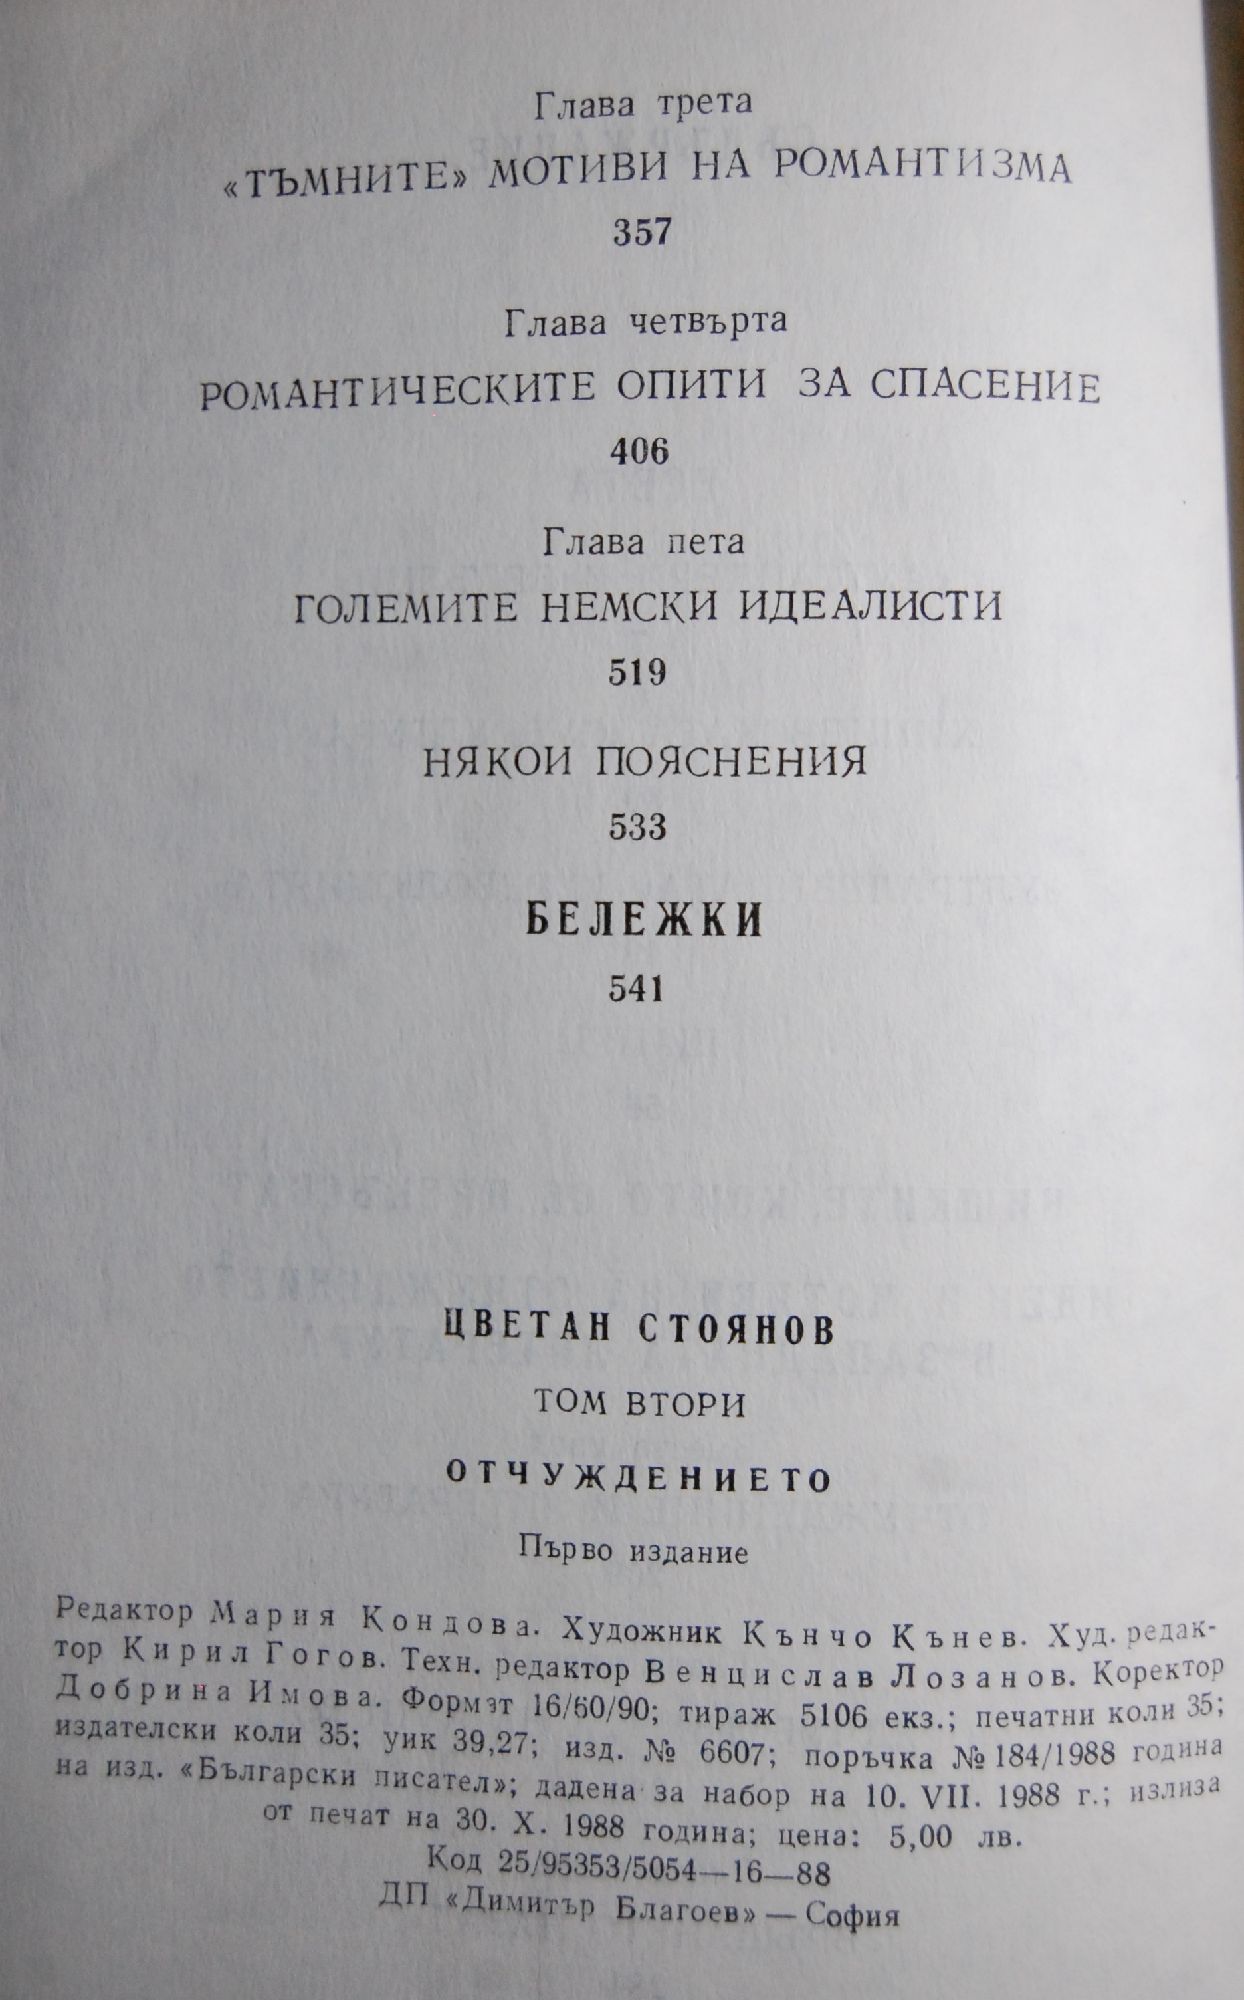 Глава трета
«ТЪМНИТЕ» МОТИВИ НА РОМАНТИЗМА
357
Глава четвърта
РОМАНТИЧЕСКИТЕ ОПИТИ ЗА СПАСЕНИЕ
406
Глава пета
ГОЛЕМИТЕ НЕМСКИ ИДЕАЛИСТИ
519
НЯКОИ ПОЯСНЕНИЯ
533
БЕЛЕЖКИ
541
ЦВЕТАН СТОЯНОВ
ТОМ ВТОРИ
ОТЧУЖДЕНИЕТО
Първо издание
Редактор Мария Кондова. Художник Кънчо Кънев. Худ. редак-
тор Кирил Гогов. Техн. редактор Венцислав Лозанов. Коректор
Добрина Имова. Формат 16/60/90; тираж 5106 екз.; печатни коли 35;
издателски коли 35; уик 39,27; изд. № 6607; поръчка № 184/1988 година
на изд. «Български писател»; дадена за набор на 10. VII. 1988 г.; излиза
от печат на 30. X. 1988 година; цена: 5,00 лв.
Код 25/95353/5054—16—88
ДП «Димитър Благоев» — София